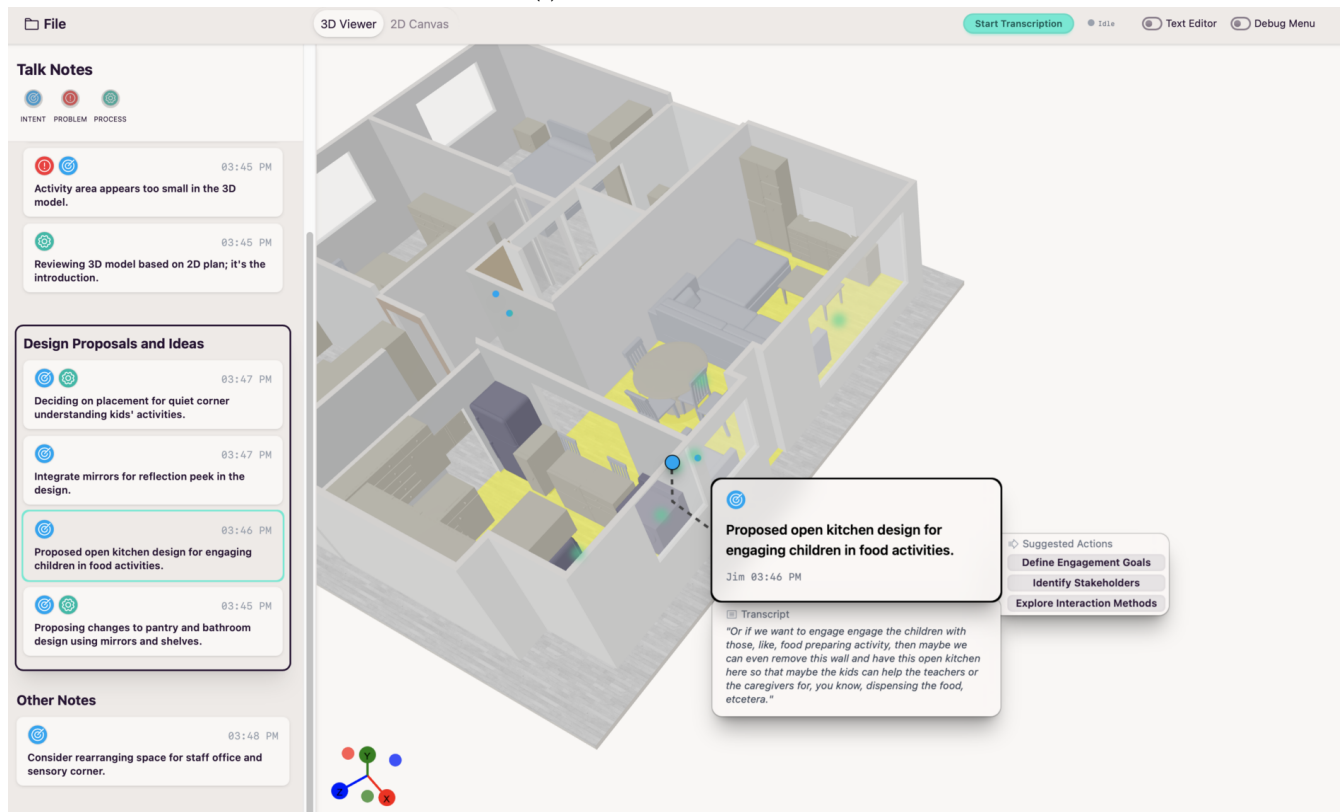 File
3D Viewer
2D Canvas
Start Transcription
Idle
Text Editor
Debug Menu
Talk Notes
INTENT
PROBLEM
PROCESS
03:45 PM
Activity area appears too small in the 3D
model.
03:45 PM
Reviewing 3D model based on 2D plan; it's the
introduction.
Design Proposals and Ideas
03:47 PM
Deciding on placement for quiet corner
understanding kids' activities.
03:47 PM
Integrate mirrors for reflection peek in the
design.
03:46 PM
Proposed open kitchen design for engaging
children in food activities.
03:45 PM
Proposing changes to pantry and bathroom
design using mirrors and shelves.
Other Notes
03:48 PM
Consider rearranging space for staff office and
sensory corner.
Proposed open kitchen design for
engaging children in food activities.
Jim 03:46 PM
Transcript
"Or if we want to engage engage the children with
those, like, food preparing activity, then maybe we
can even remove this wall and have this open kitchen
here so that maybe the kids can help the teachers or
the caregivers for, you know, dispensing the food,
etcetera."
Suggested Actions
Define Engagement Goals
Identify Stakeholders
Explore Interaction Methods
Y
Z
X